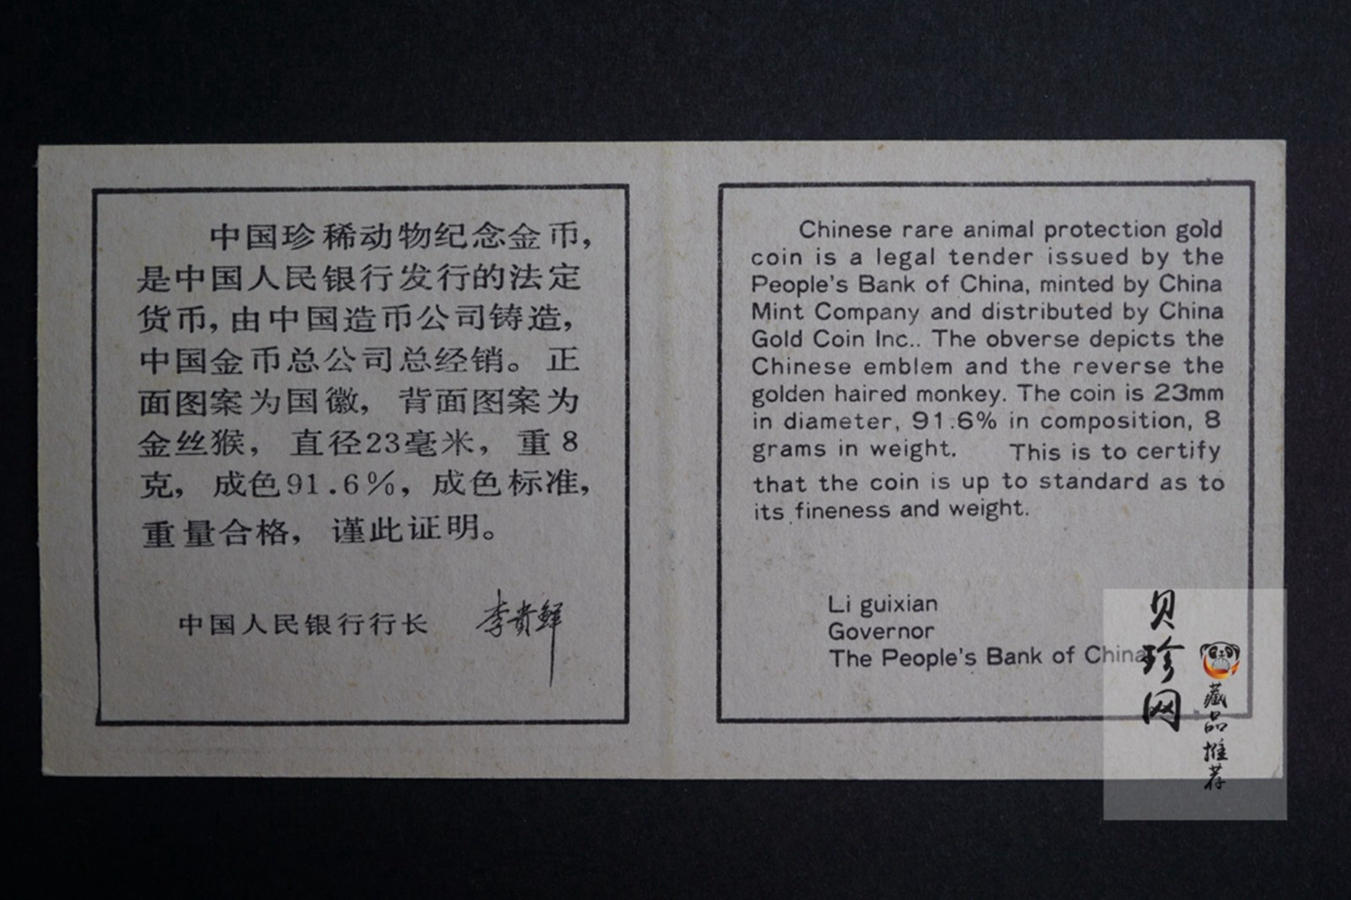 中国珍稀动物纪念金币,
是中国人民银行发行的法定
货币,由中国造币公司铸造,
中国金币总公司总经销。正
面图案为国徽, 背面图案为
金丝猴, 直径23毫米, 重8
克, 成色91.6%, 成色标准,
重量合格, 谨此证明。
中国人民银行行长 李贵鲜
Chinese rare animal protection gold
coin is a legal tender issued by the
People's Bank of China, minted by China
Mint Company and distributed by China
Gold Coin Inc.. The obverse depicts the
Chinese emblem and the reverse the
golden haired monkey. The coin is 23mm
in diameter, 91.6% in composition, 8
grams in weight. This is to certify
that the coin is up to standard as to
its fineness and weight.
Li guixian
Governor
The People's Bank of China
贝珍网
藏品推荐